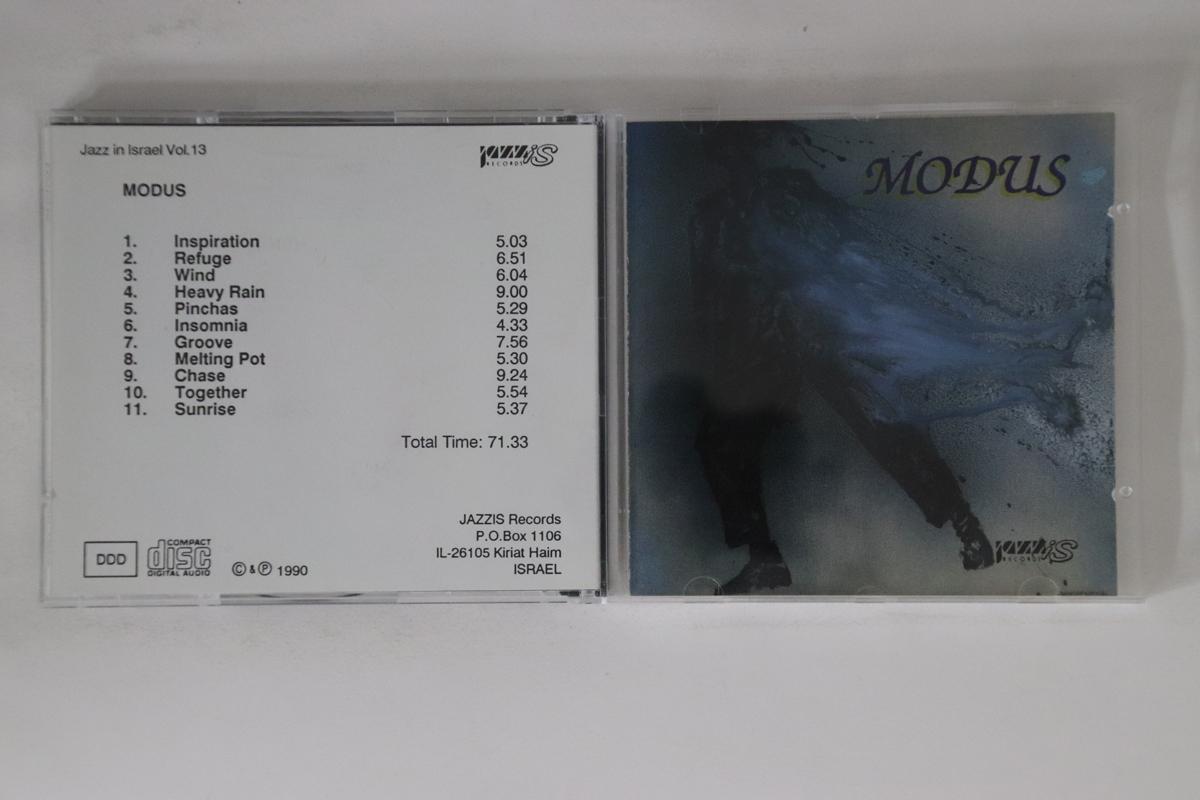 Jazz in Israel Vol.13
JAZZiS
RECORDS
MODUS
1. Inspiration 5.03
2. Refuge 6.51
3. Wind 6.04
4. Heavy Rain 9.00
5. Pinchas 5.29
6. Insomnia 4.33
7. Groove 7.56
8. Melting Pot 5.30
9. Chase 9.24
10. Together 5.54
11. Sunrise 5.37
Total Time: 71.33
JAZZIS Records
P.O.Box 1106
IL-26105 Kiriat Haim
ISRAEL
DDD
COMPACT
disc
DIGITAL AUDIO
© & ℗ 1990
MODUS
JAZZiS
RECORDS